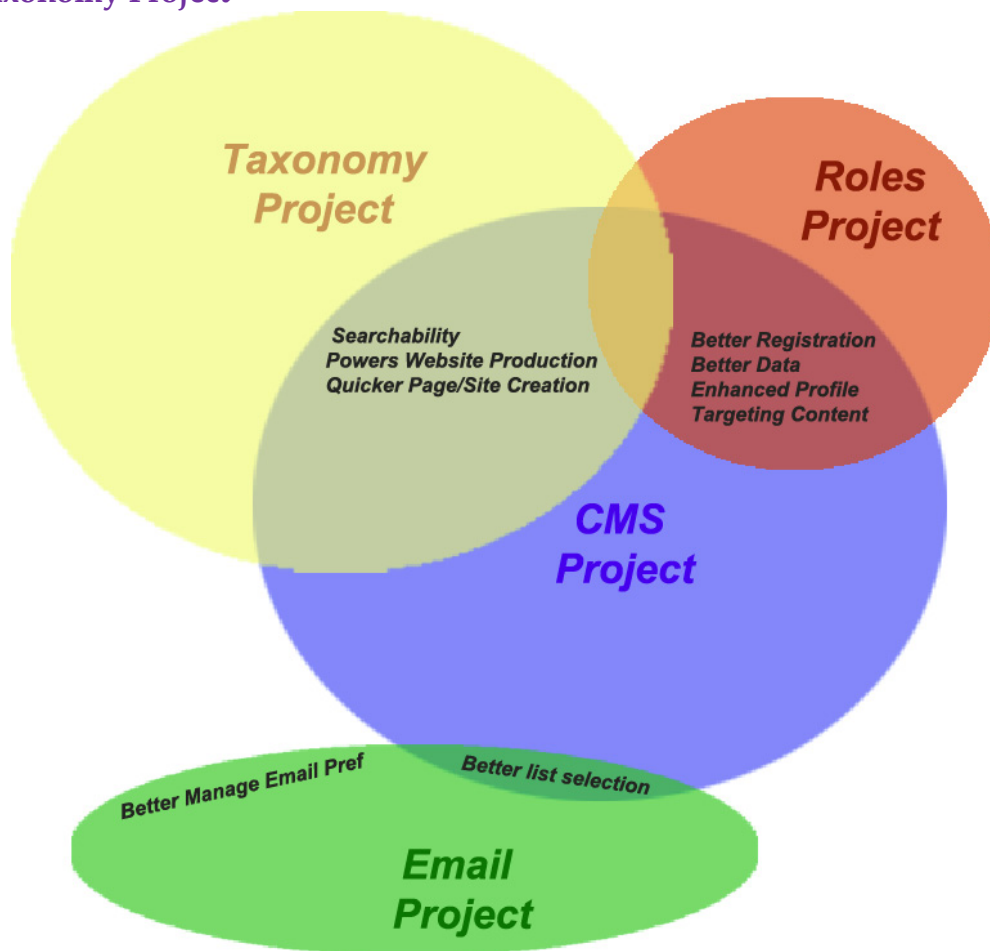 Project
Taxonomy
Project
Roles
Project
Searchability
Powers Website Production
Quicker Page/Site Creation
Better Registration
Better Data
Enhanced Profile
Targeting Content
CMS
Project
Better Manage Email Pref
Better list selection
Email
Project